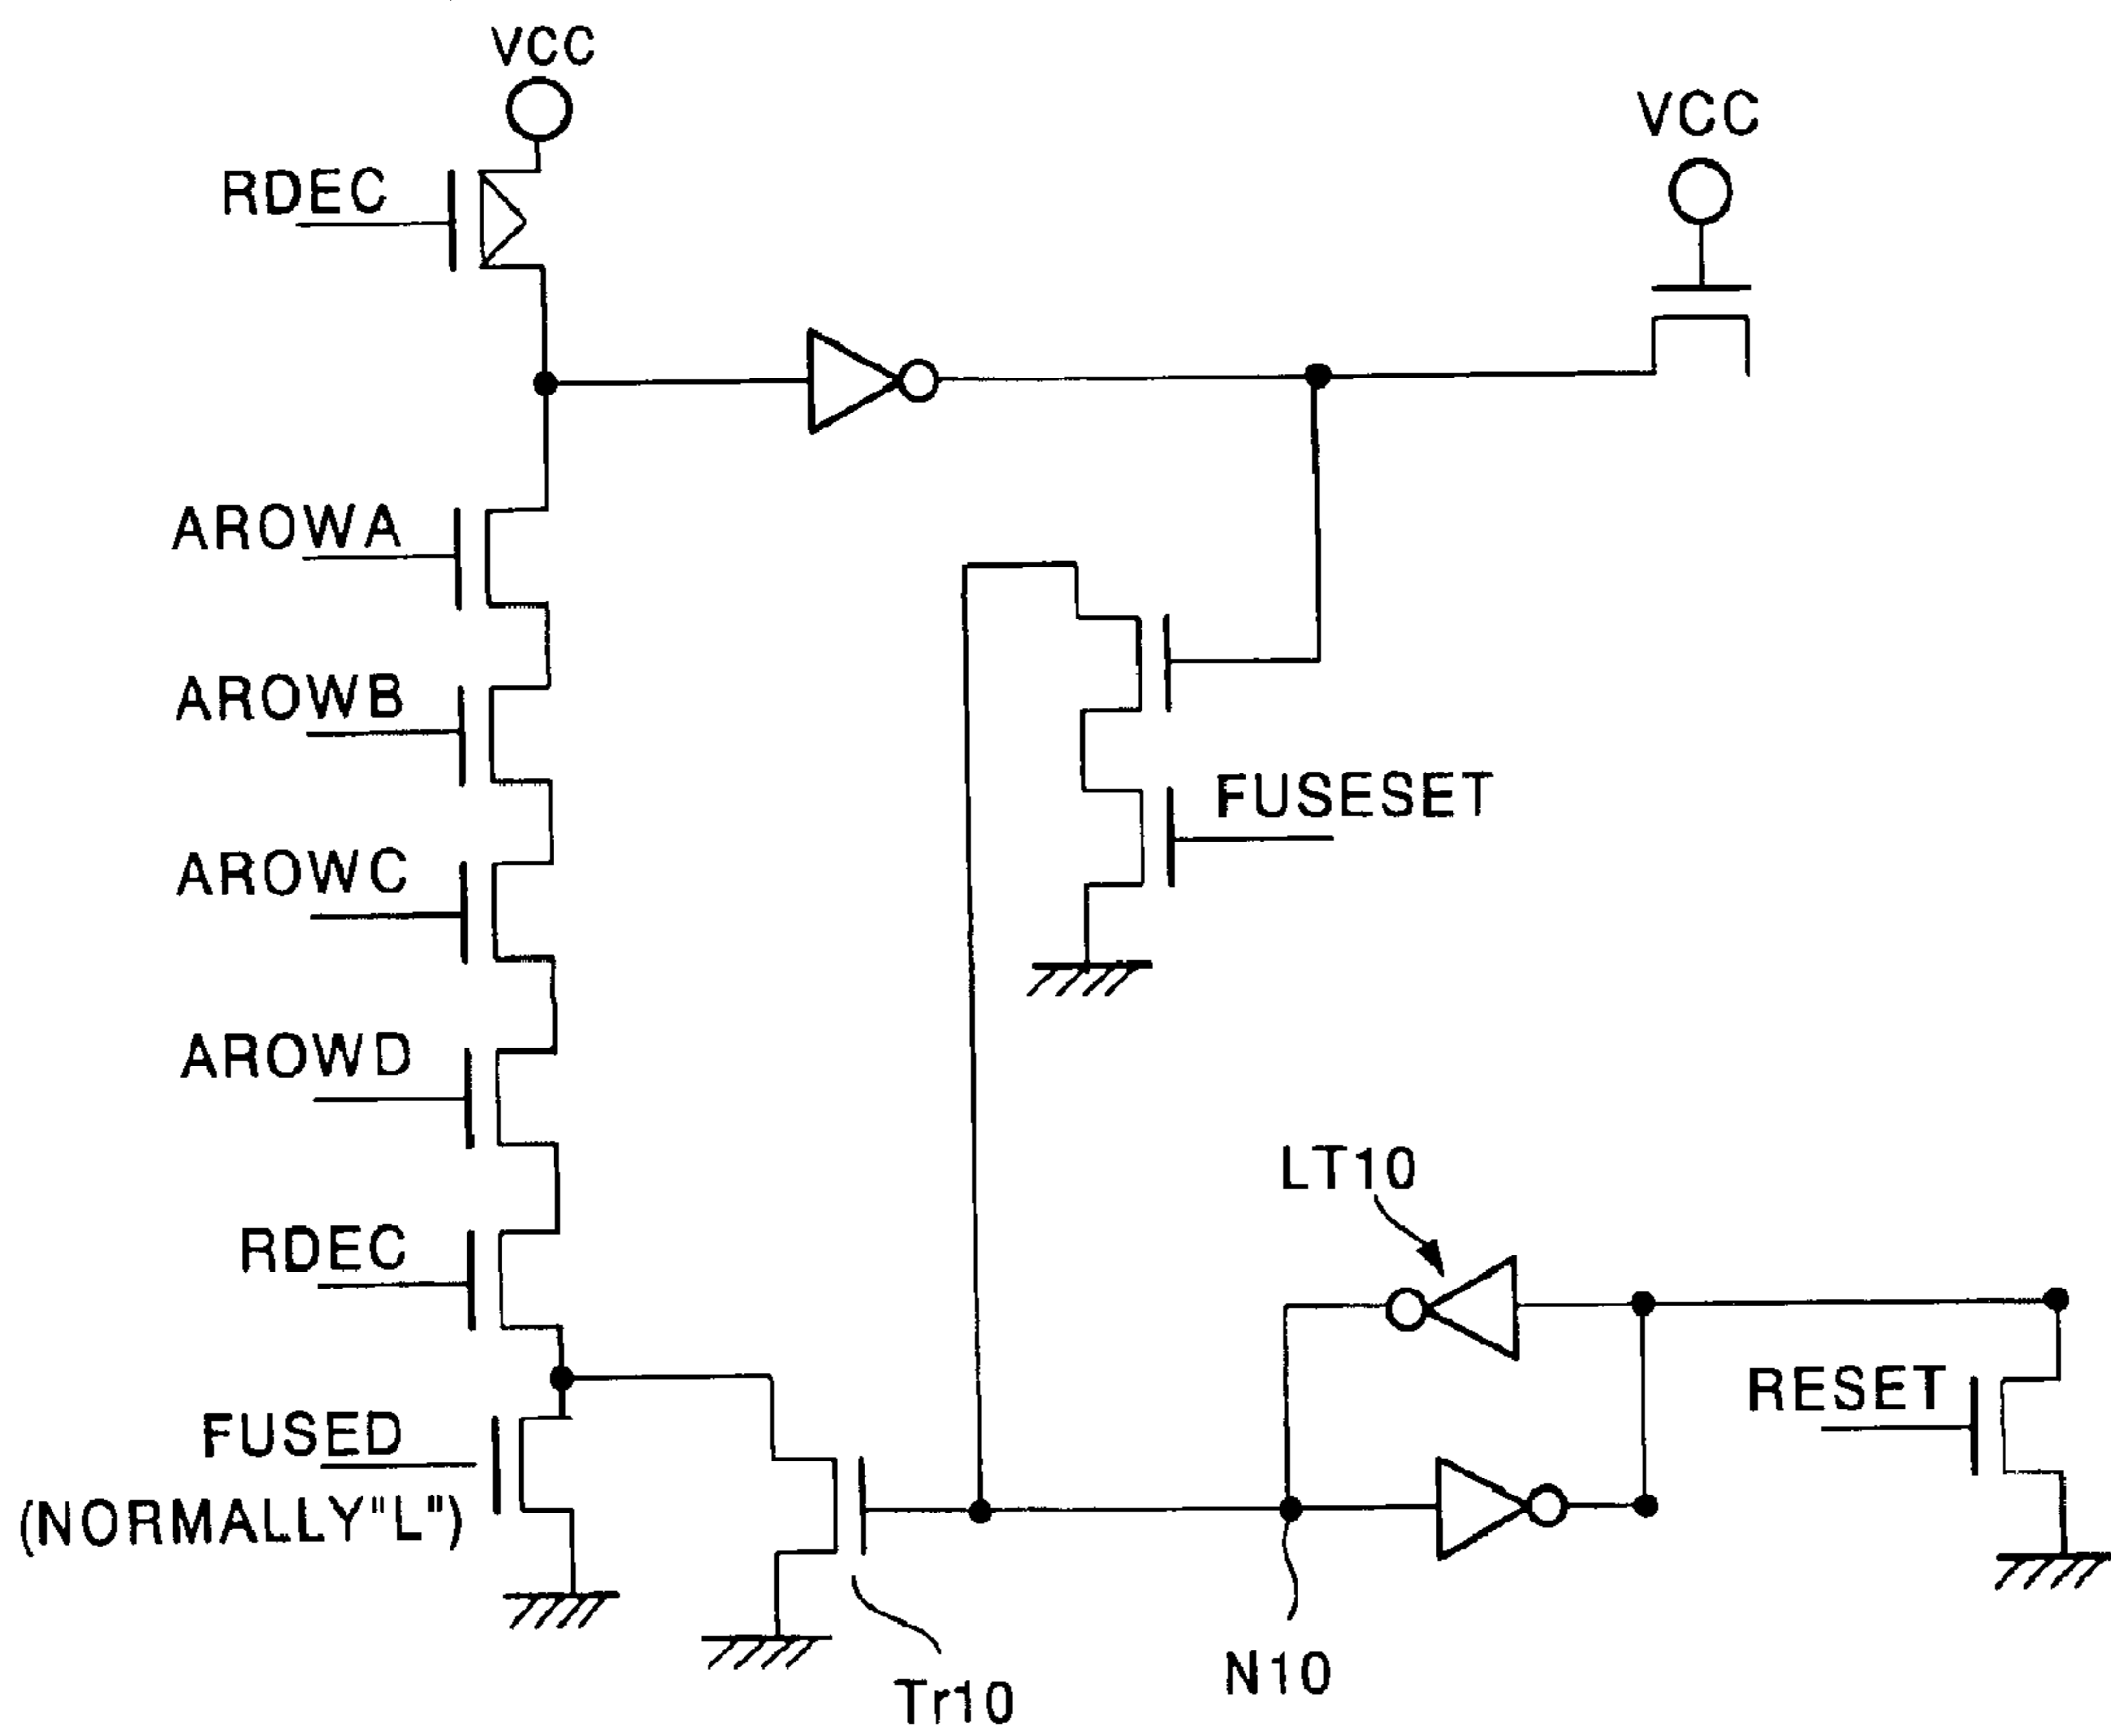 VCC
VCC
RDEC
AROWA
AROWB
FUSESET
AROWC
AROWD
LT10
RDEC
RESET
FUSED
(NORMALLY"L")
N10
Tr10